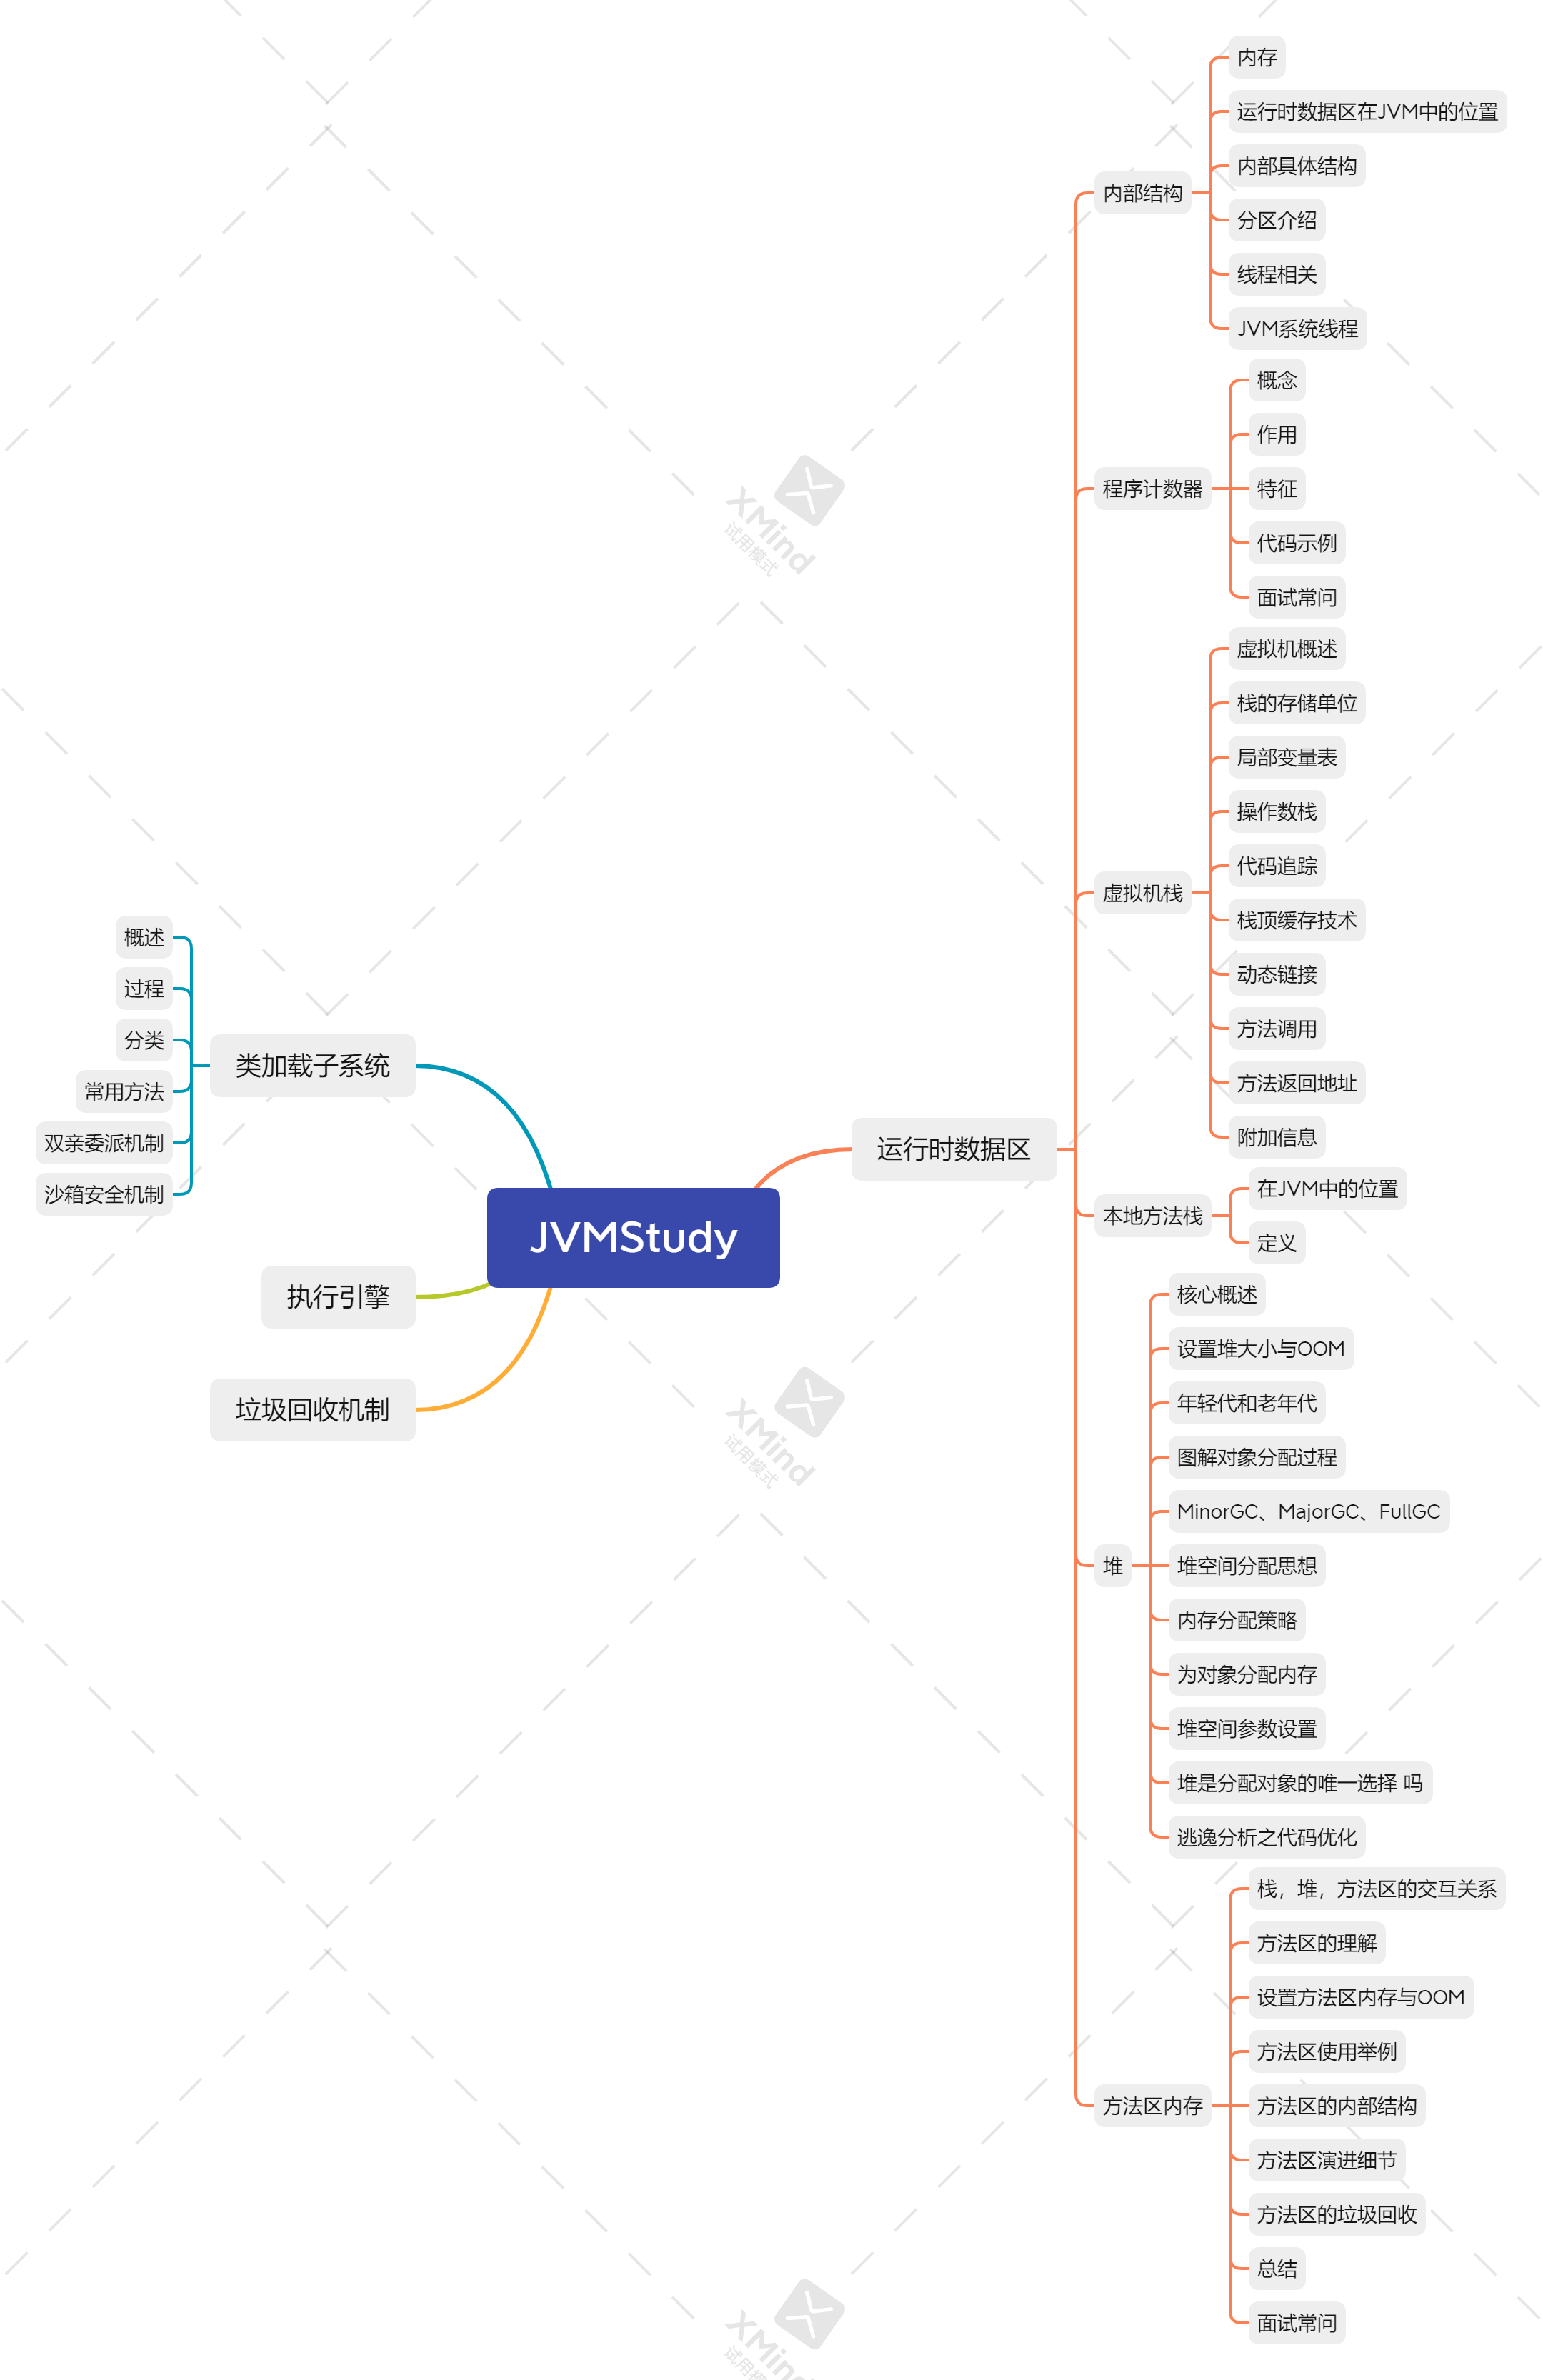 JVMStudy
运行时数据区
内部结构
内存
运行时数据区在JVM中的位置
内部具体结构
分区介绍
线程相关
JVM系统线程
程序计数器
概念
作用
特征
代码示例
面试常问
虚拟机栈
虚拟机概述
栈的存储单位
局部变量表
操作数栈
代码追踪
栈顶缓存技术
动态链接
方法调用
方法返回地址
附加信息
本地方法栈
在JVM中的位置
定义
堆
核心概述
设置堆大小与OOM
年轻代和老年代
图解对象分配过程
MinorGC、MajorGC、FullGC
堆空间分配思想
内存分配策略
为对象分配内存
堆空间参数设置
堆是分配对象的唯一选择 吗
逃逸分析之代码优化
方法区内存
栈，堆，方法区的交互关系
方法区的理解
设置方法区内存与OOM
方法区使用举例
方法区的内部结构
方法区演进细节
方法区的垃圾回收
总结
面试常问
类加载子系统
概述
过程
分类
常用方法
双亲委派机制
沙箱安全机制
执行引擎
垃圾回收机制
XMind
试用模式
XMind
试用模式
XMind
试用模式